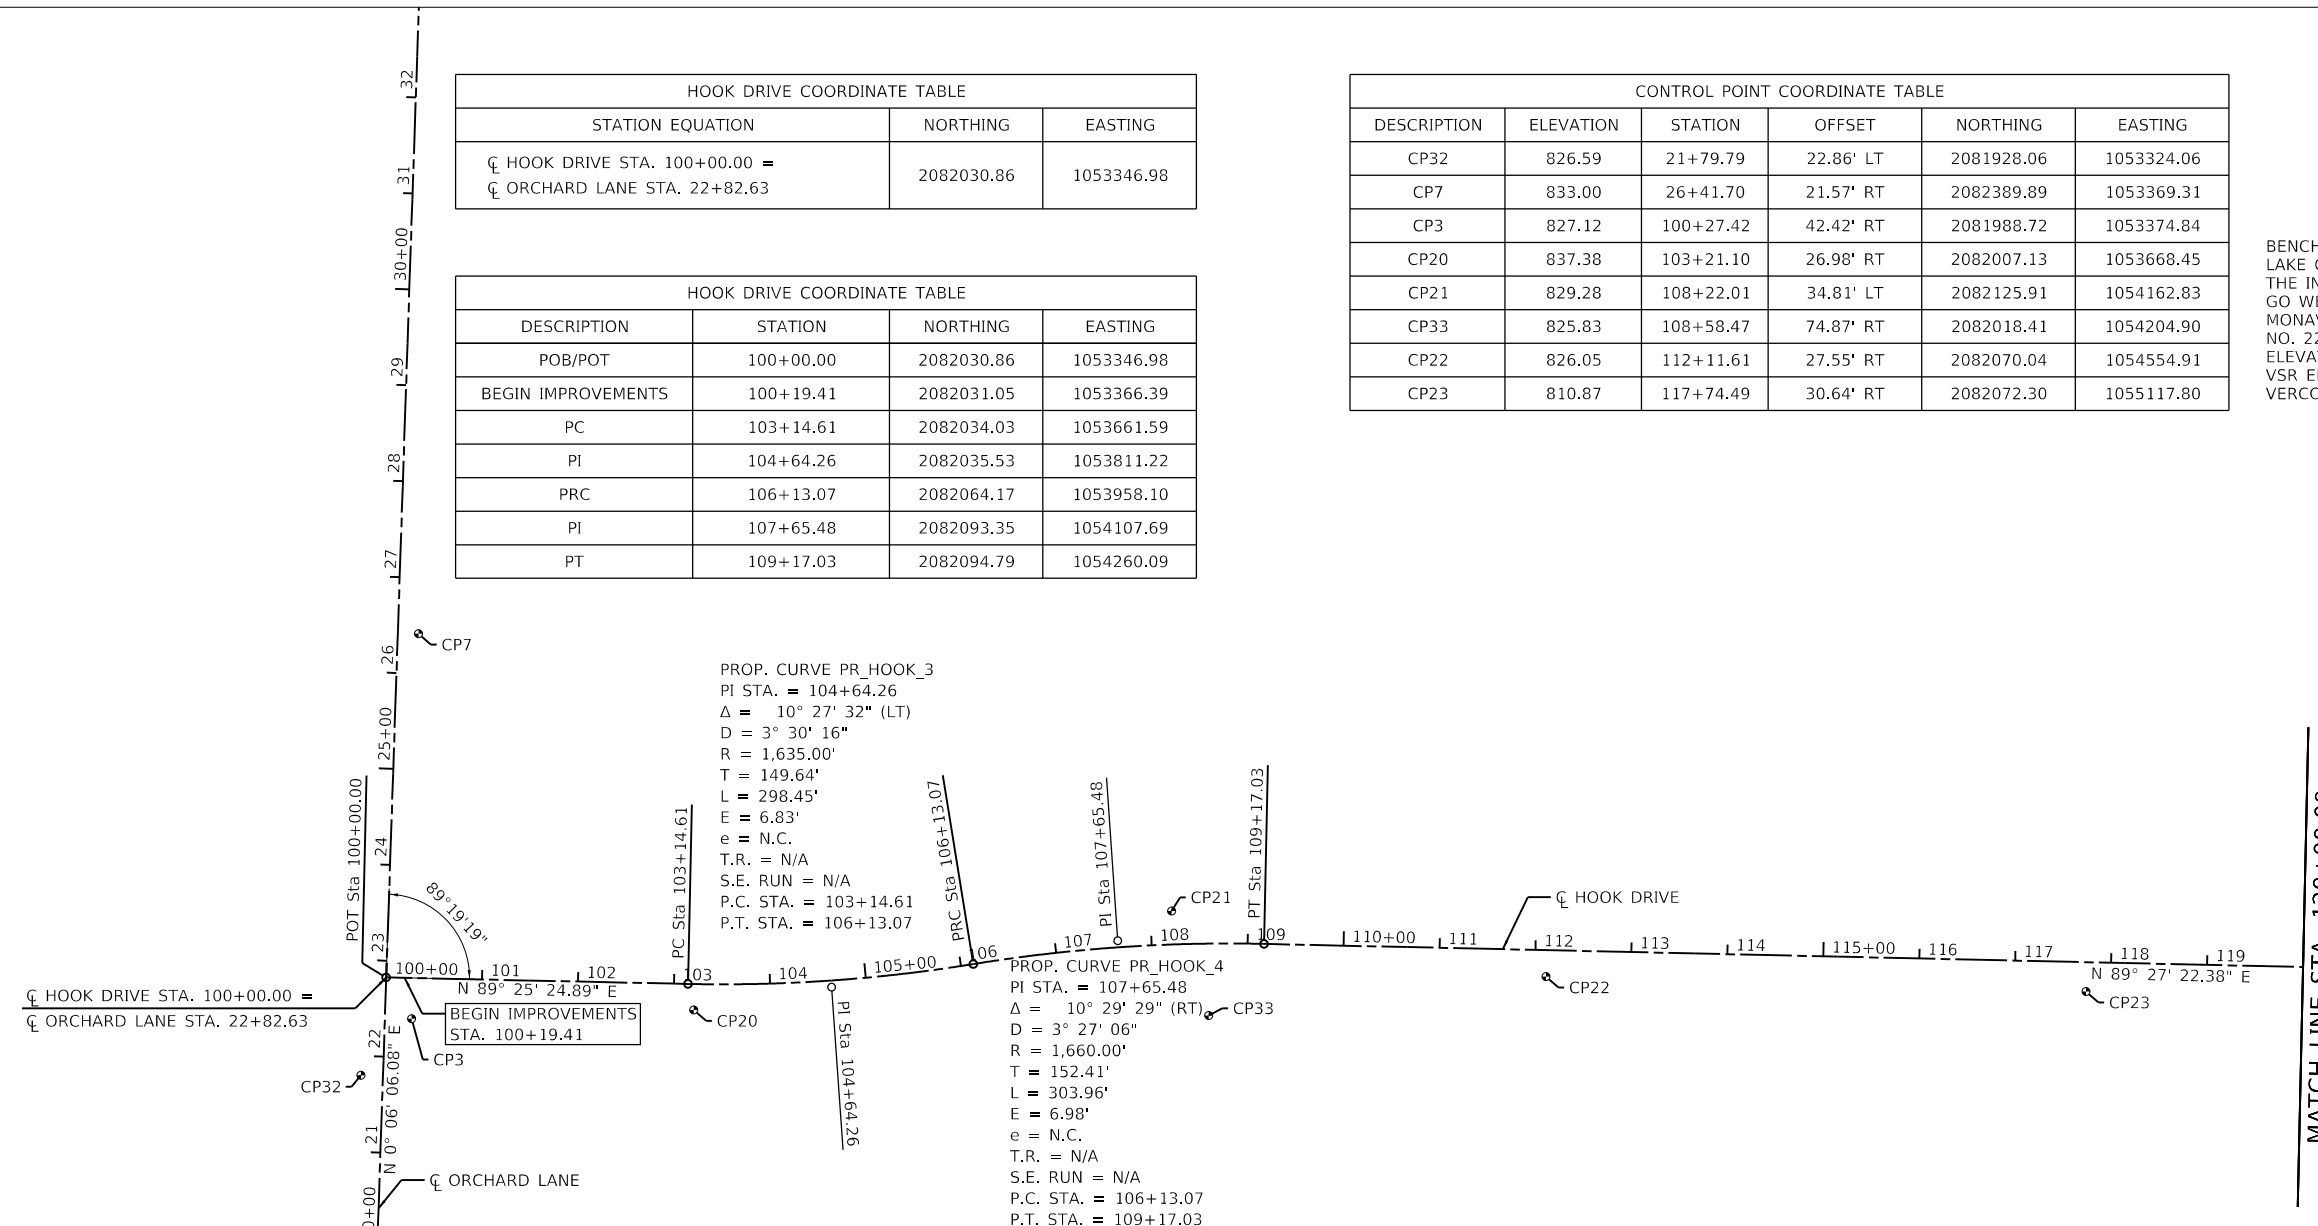 HOOK DRIVE COORDINATE TABLE
STATION EQUATION NORTHING EASTING
℄ HOOK DRIVE STA. 100+00.00 =
℄ ORCHARD LANE STA. 22+82.63
2082030.86 1053346.98
HOOK DRIVE COORDINATE TABLE
DESCRIPTION STATION NORTHING EASTING
POB/POT 100+00.00 2082030.86 1053346.98
BEGIN IMPROVEMENTS 100+19.41 2082031.05 1053366.39
PC 103+14.61 2082034.03 1053661.59
PI 104+64.26 2082035.53 1053811.22
PRC 106+13.07 2082064.17 1053958.10
PI 107+65.48 2082093.35 1054107.69
PT 109+17.03 2082094.79 1054260.09
CONTROL POINT COORDINATE TABLE
DESCRIPTION ELEVATION STATION OFFSET NORTHING EASTING
CP32 826.59 21+79.79 22.86' LT 2081928.06 1053324.06
CP7 833.00 26+41.70 21.57' RT 2082389.89 1053369.31
CP3 827.12 100+27.42 42.42' RT 2081988.72 1053374.84
CP20 837.38 103+21.10 26.98' RT 2082007.13 1053668.45
CP21 829.28 108+22.01 34.81' LT 2082125.91 1054162.83
CP33 825.83 108+58.47 74.87' RT 2082018.41 1054204.90
CP22 826.05 112+11.61 27.55' RT 2082070.04 1054554.91
CP23 810.87 117+74.49 30.64' RT 2082072.30 1055117.80
BENCH
LAKE
THE
GO
NO. 22
VSR
32
31
30+00
29
28
27
26
25+00
24
23
22
21
CP7
PROP. CURVE PR_HOOK_3
PI STA. = 104+64.26
Δ = 10° 27' 32" (LT)
D = 3° 30' 16"
R = 1,635.00'
T = 149.64'
L = 298.45'
E = 6.83'
e = N.C.
T.R. = N/A
S.E. RUN = N/A
P.C. STA. = 103+14.61
P.T. STA. = 106+13.07
POT Sta 100+00.00
89°19'19"
PC Sta 103+14.61
PRC Sta 106+13.07
PI Sta 107+65.48
PT Sta 109+17.03
CP21
℄ HOOK DRIVE
100+00 101 102 103 104 105+00 106 107 108 109 110+00 111 112 113 114 115+00 116 117 118 119
N 89° 25' 24.89" E
N 89° 27' 22.38" E
℄ HOOK DRIVE STA. 100+00.00 =
℄ ORCHARD LANE STA. 22+82.63
BEGIN IMPROVEMENTS
STA. 100+19.41
CP3
CP32
CP20
PI Sta 104+64.26
N 0° 06' 06.08" E
℄ ORCHARD LANE
PROP. CURVE PR_HOOK_4
PI STA. = 107+65.48
Δ = 10° 29' 29" (RT)
D = 3° 27' 06"
R = 1,660.00'
T = 152.41'
L = 303.96'
E = 6.98'
e = N.C.
T.R. = N/A
S.E. RUN = N/A
P.C. STA. = 106+13.07
P.T. STA. = 109+17.03
CP33
CP22
CP23
MATCH LINE STA.